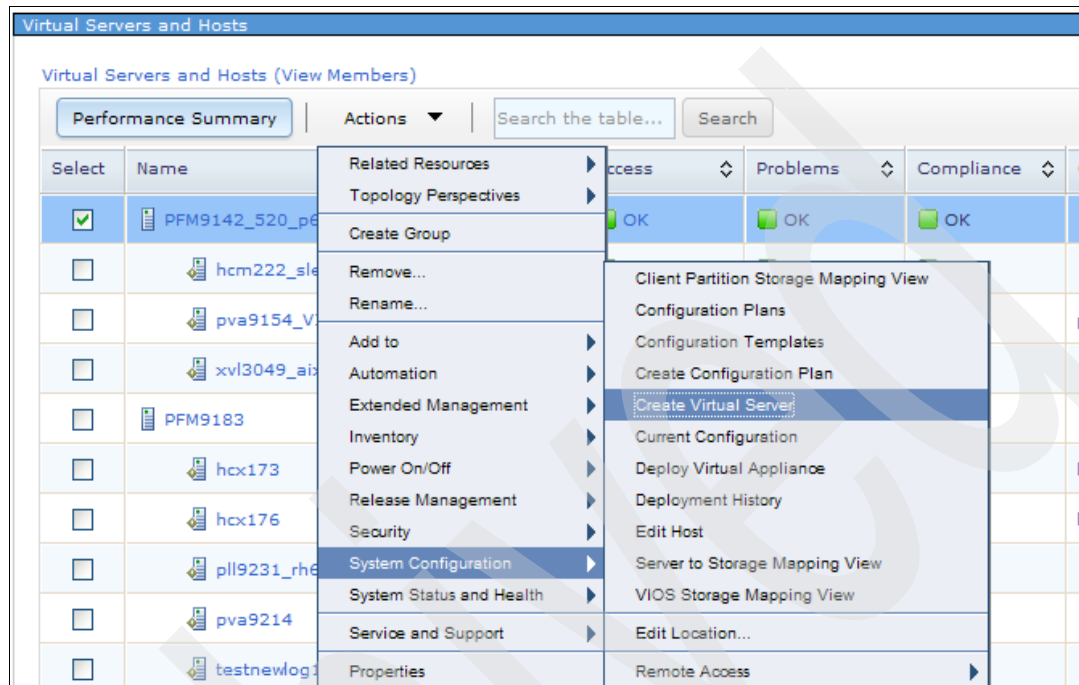 Virtual Servers and Hosts
Virtual Servers and Hosts (View Members)
Performance Summary Actions Search the table... Search
Select Name ccess Problems Compliance
PFM9142_520_p6 OK OK OK
Related Resources
Topology Perspectives
Create Group
Remove...
Rename...
Add to
Automation
Extended Management
Inventory
Power On/Off
Release Management
Security
System Configuration
System Status and Health
Service and Support
Properties
Client Partition Storage Mapping View
Configuration Plans
Configuration Templates
Create Configuration Plan
Create Virtual Server
Current Configuration
Deploy Virtual Appliance
Deployment History
Edit Host
Server to Storage Mapping View
VIOS Storage Mapping View
Edit Location...
Remote Access
hcm222_sle
pva9154_V
xvl3049_aix
PFM9183
hcx173
hcx176
pll9231_rh6
pva9214
testnewlog1